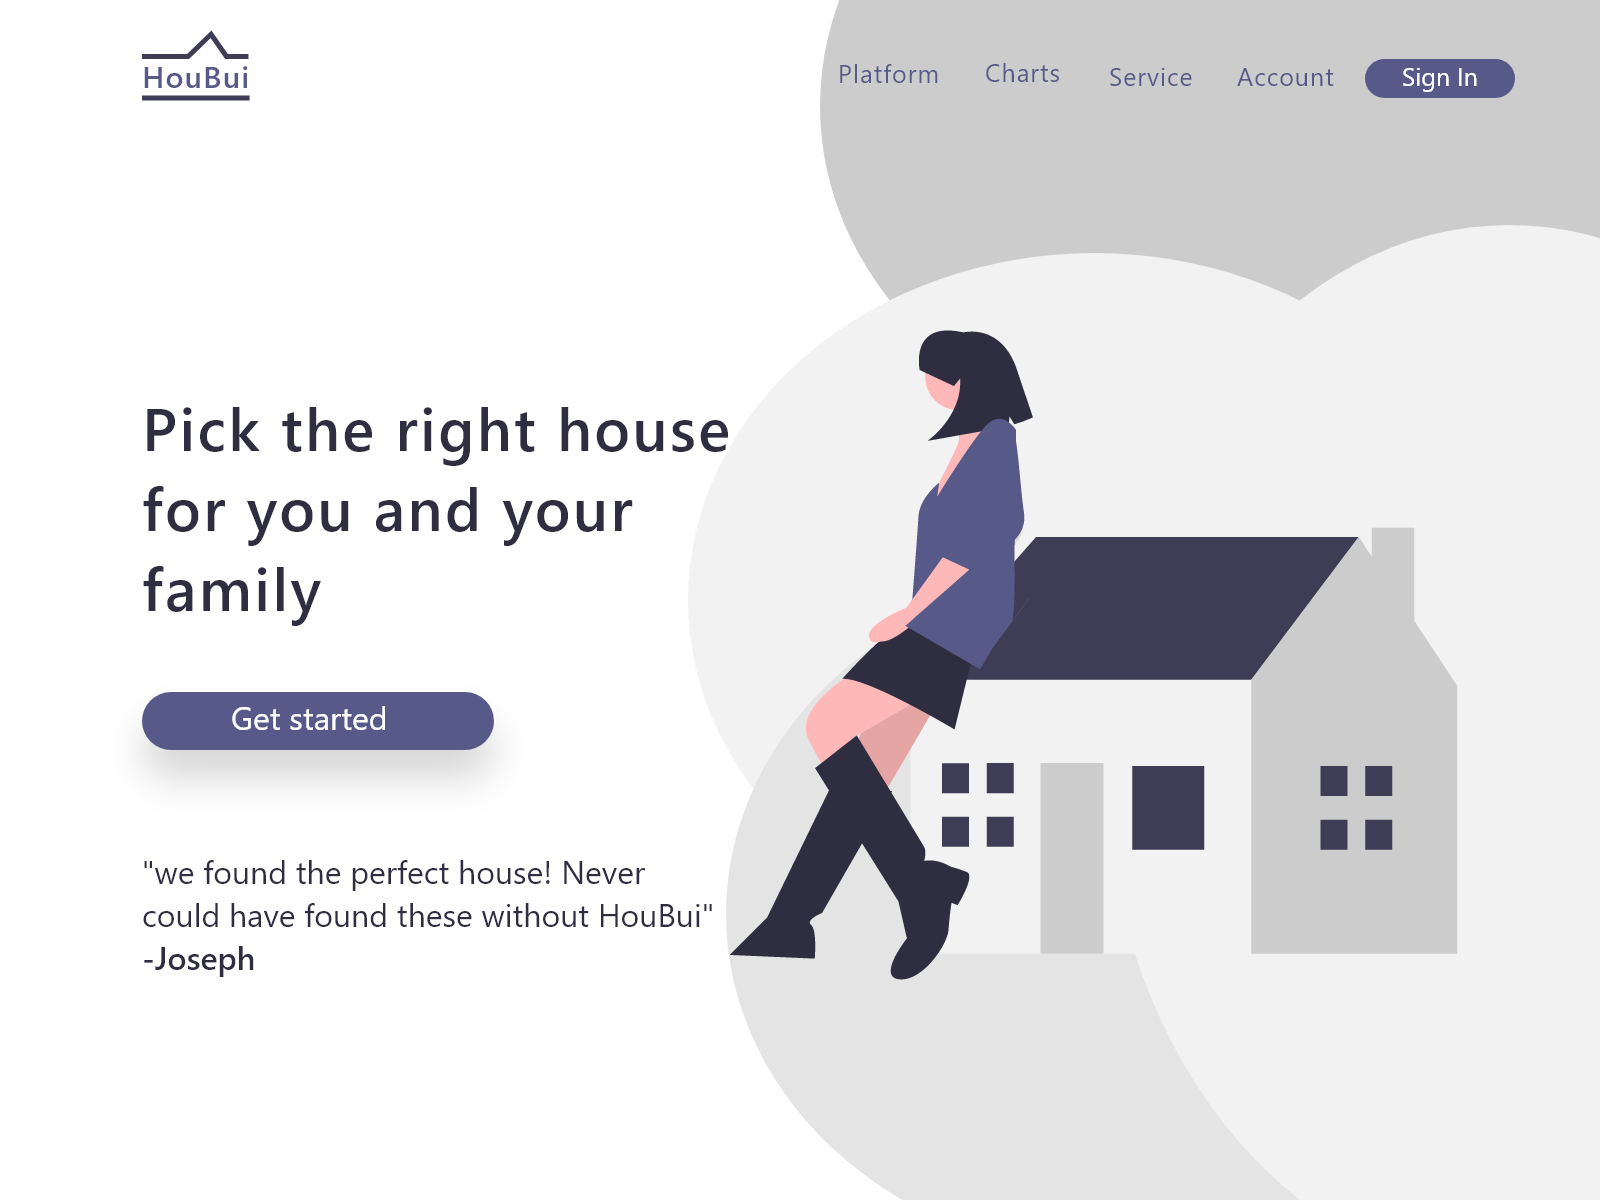 HouBui
Platform Charts Service Account Sign In
Pick the right house
for you and your
family
Get started
"we found the perfect house! Never
could have found these without HouBui"
-Joseph